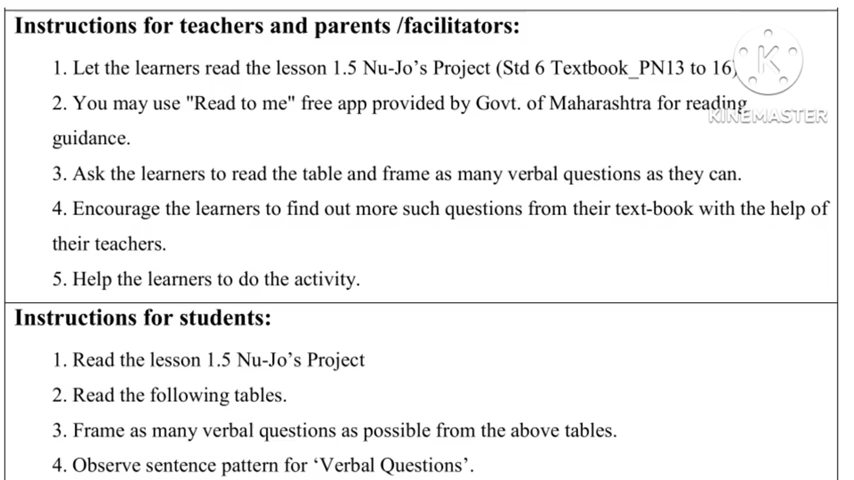 Instructions for teachers and parents /facilitators:
1. Let the learners read the lesson 1.5 Nu-Jo’s Project (Std 6 Textbook_PN13 to 16)
2. You may use "Read to me" free app provided by Govt. of Maharashtra for reading
guidance.
3. Ask the learners to read the table and frame as many verbal questions as they can.
4. Encourage the learners to find out more such questions from their text-book with the help of
their teachers.
5. Help the learners to do the activity.
Instructions for students:
1. Read the lesson 1.5 Nu-Jo’s Project
2. Read the following tables.
3. Frame as many verbal questions as possible from the above tables.
4. Observe sentence pattern for ‘Verbal Questions’.
K
KINEMASTER